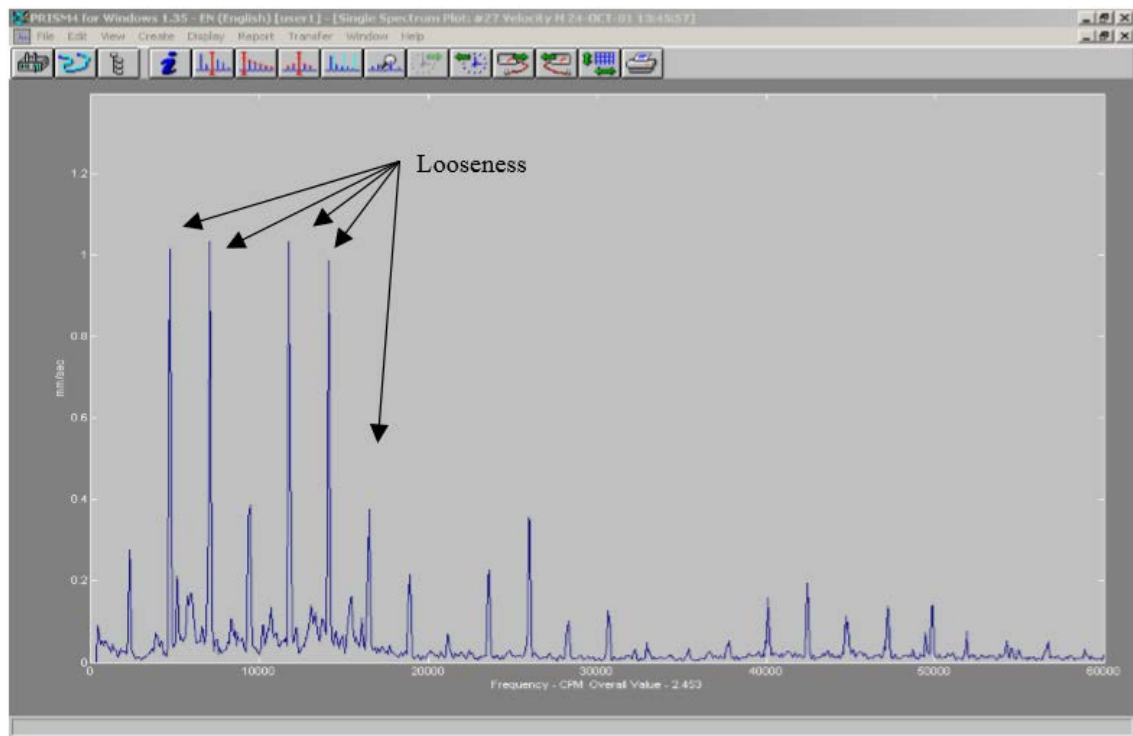 PRISM4 for Windows 1.35 - EN (English) [user1] - [Single Spectrum Plot: #27 Velocity H 24-OCT-01 13:45:57]
File Edit View Create Display Report Transfer Window Help
Looseness
1.2
1
0.8
0.6
0.4
0.2
0
mm/sec
0 10000 20000 30000 40000 50000 60000
Frequency - CPM Overall Value - 2.453